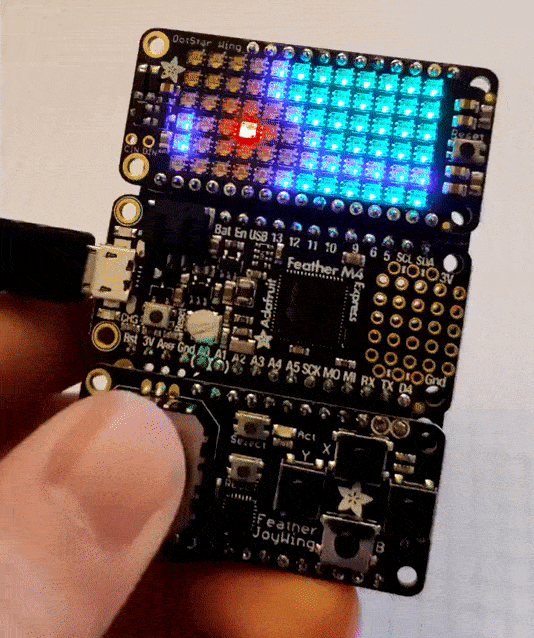 DotStar Wing
Reset
Bat En USB 13 12 11 10 9 6 5 SCL SDA
Feather M4
Express
Adafruit
3V
Gnd
CHG
Rst 3V Aref Gnd A0 A1 A2 A3 A4 A5 SCK MO MI RX TX D4
Select
Act
X
Y
B
Feather
JoyWing